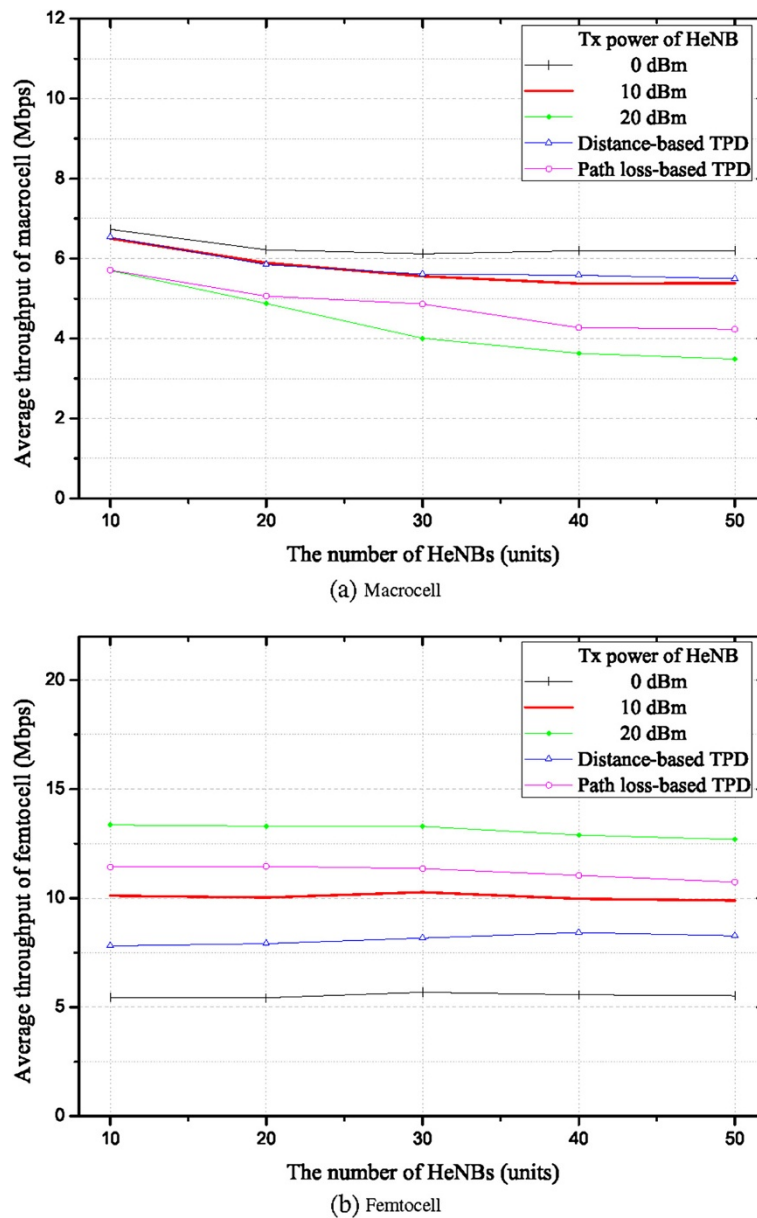 12
10
8
6
4
2
0
Average throughput of macrocell (Mbps)
Tx power of HeNB
0 dBm
10 dBm
20 dBm
Distance-based TPD
Path loss-based TPD
10 20 30 40 50
The number of HeNBs (units)
(a) Macrocell
20
15
10
5
0
Average throughput of femtocell (Mbps)
Tx power of HeNB
0 dBm
10 dBm
20 dBm
Distance-based TPD
Path loss-based TPD
10 20 30 40 50
The number of HeNBs (units)
(b) Femtocell